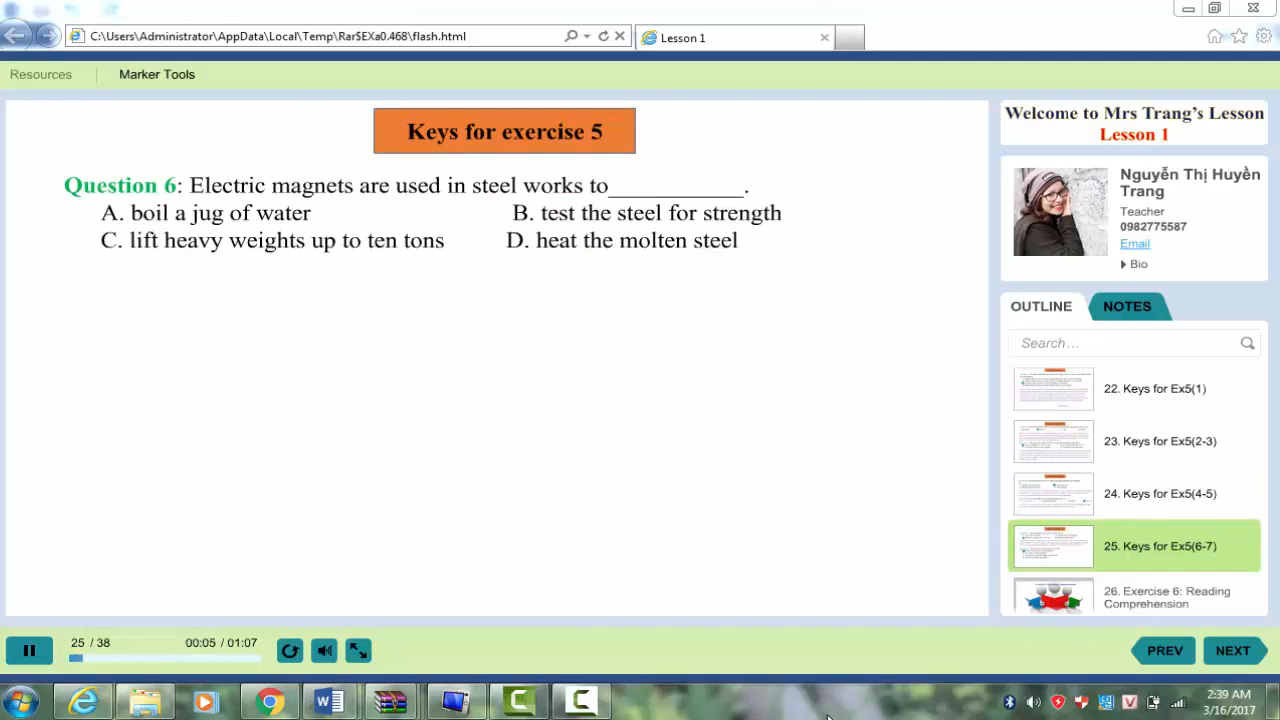 C:\Users\Administrator\AppData\Local\Temp\Rar$EXa0.468\flash.html
Lesson 1
Resources
Marker Tools
Keys for exercise 5
Question 6: Electric magnets are used in steel works to___________.
A. boil a jug of water B. test the steel for strength
C. lift heavy weights up to ten tons D. heat the molten steel
Welcome to Mrs Trang's Lesson
Lesson 1
Nguyễn Thị Huyền
Trang
Teacher
0982775587
Email
Bio
OUTLINE NOTES
Search...
22. Keys for Ex5(1)
23. Keys for Ex5(2-3)
24. Keys for Ex5(4-5)
25. Keys for Ex5(6-7)
26. Exercise 6: Reading
Comprehension
25 / 38 00:05 / 01:07
PREV NEXT
2:39 AM
3/16/2017